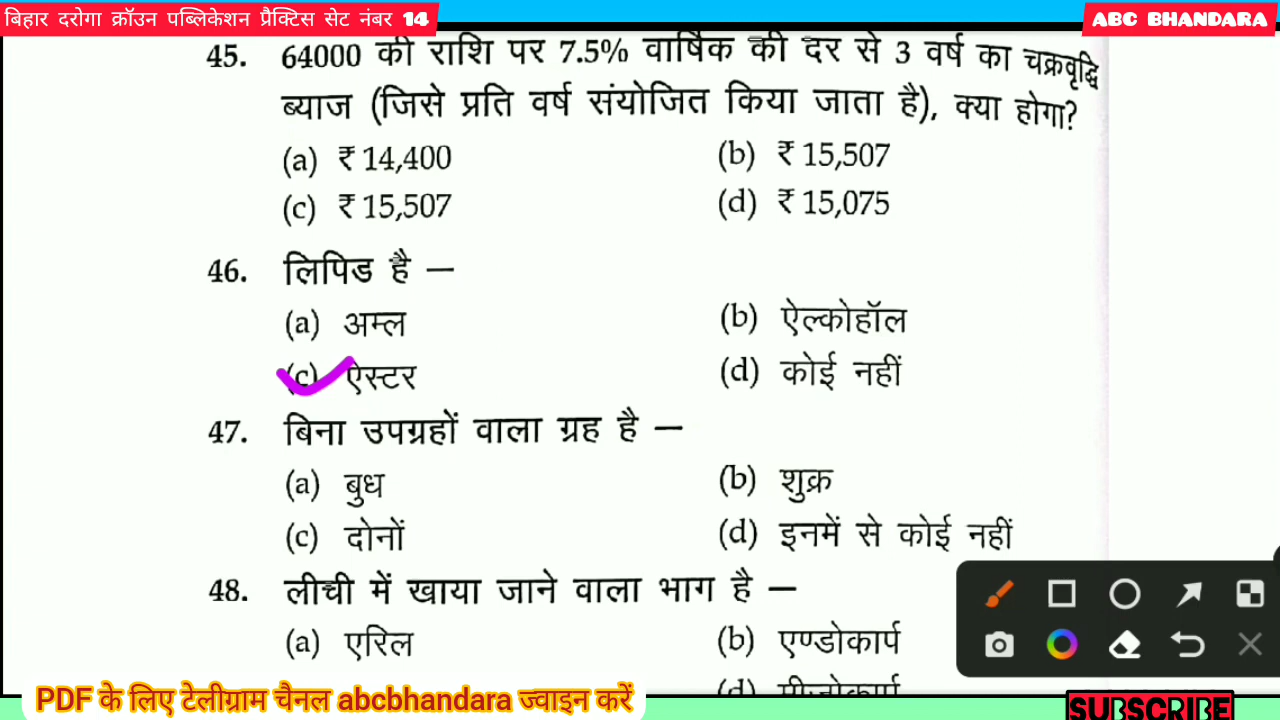 बिहार दरोगा क्रॉउन पब्लिकेशन प्रैक्टिस सेट नंबर 14
ABC BHANDARA
45. 64000 की राशि पर 7.5% वार्षिक की दर से 3 वर्ष का चक्रवृद्धि
ब्याज (जिसे प्रति वर्ष संयोजित किया जाता है), क्या होगा?
(a) ₹ 14,400 (b) ₹ 15,507
(c) ₹ 15,507 (d) ₹ 15,075
46. लिपिड है –
(a) अम्ल (b) ऐल्कोहॉल
(c) ऐस्टर (d) कोई नहीं
47. बिना उपग्रहों वाला ग्रह है –
(a) बुध (b) शुक्र
(c) दोनों (d) इनमें से कोई नहीं
48. लीची में खाया जाने वाला भाग है –
(a) एरिल (b) एण्डोकार्प
(d)
PDF के लिए टेलीग्राम चैनल abcbhandara ज्वाइन करें
SUBSCRIBE